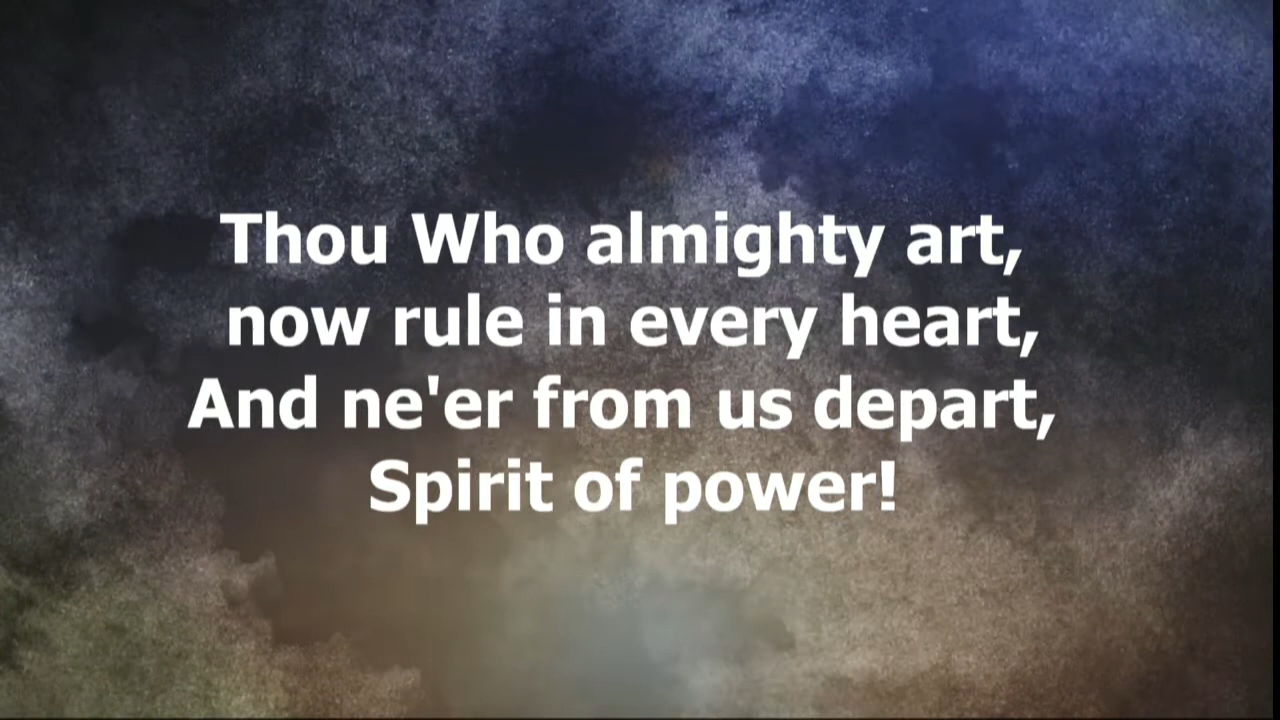 Thou Who almighty art,
now rule in every heart,
And ne'er from us depart,
Spirit of power!